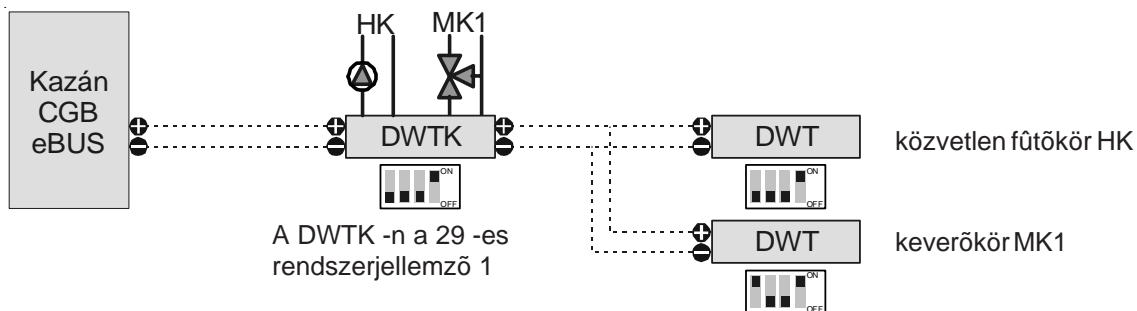 HK
MK1
Kazán
CGB
eBUS
DWTK
ON
OFF
A DWTK -n a 29 -es
rendszerjellemzõ 1
DWT
közvetlen fûtõkör HK
ON
OFF
DWT
keverõkör MK1
ON
OFF